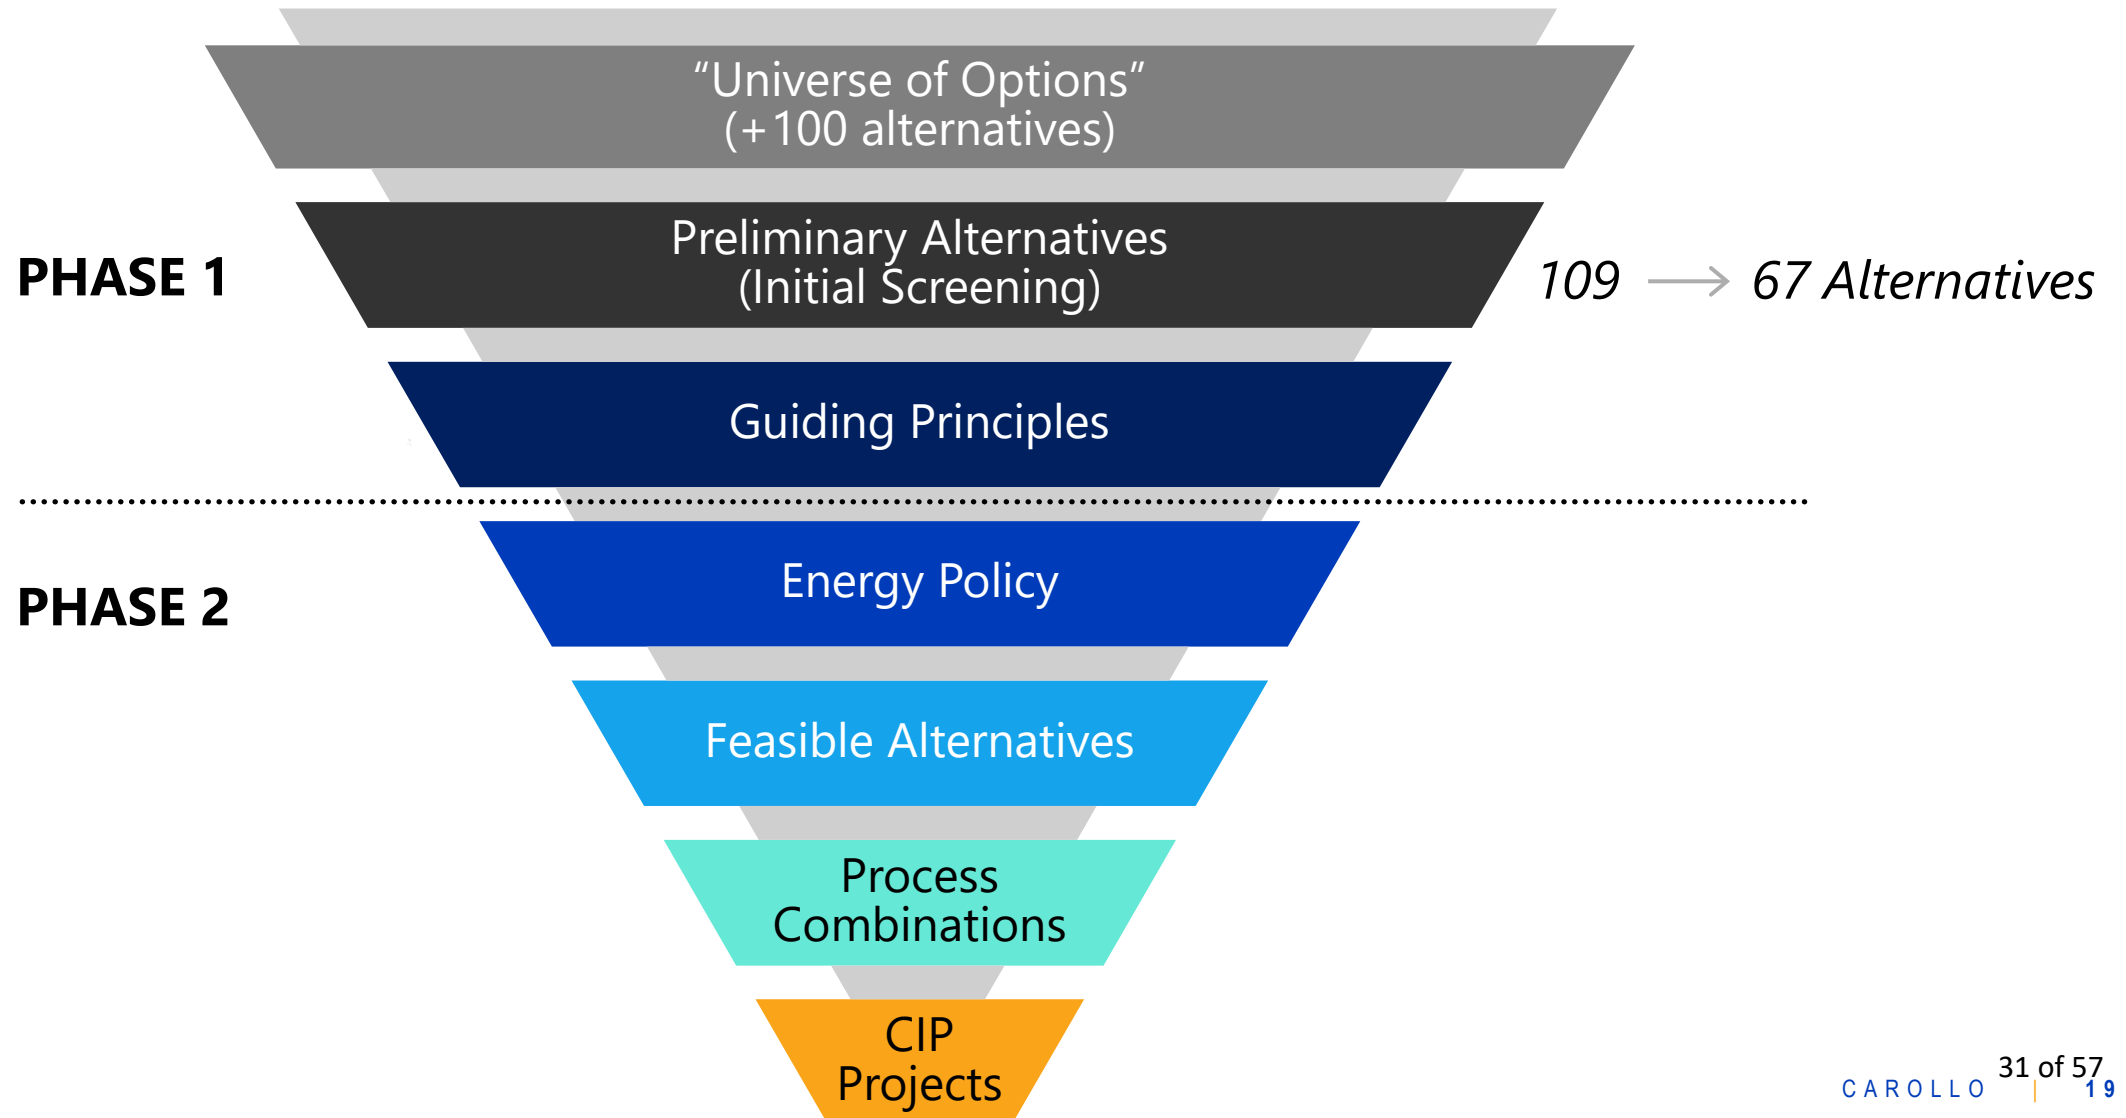 “Universe of Options”
(+100 alternatives)
PHASE 1
Preliminary Alternatives
(Initial Screening)
109 → 67 Alternatives
Guiding Principles
PHASE 2
Energy Policy
Feasible Alternatives
Process
Combinations
CIP
Projects
31 of 57
CAROLLO | 19